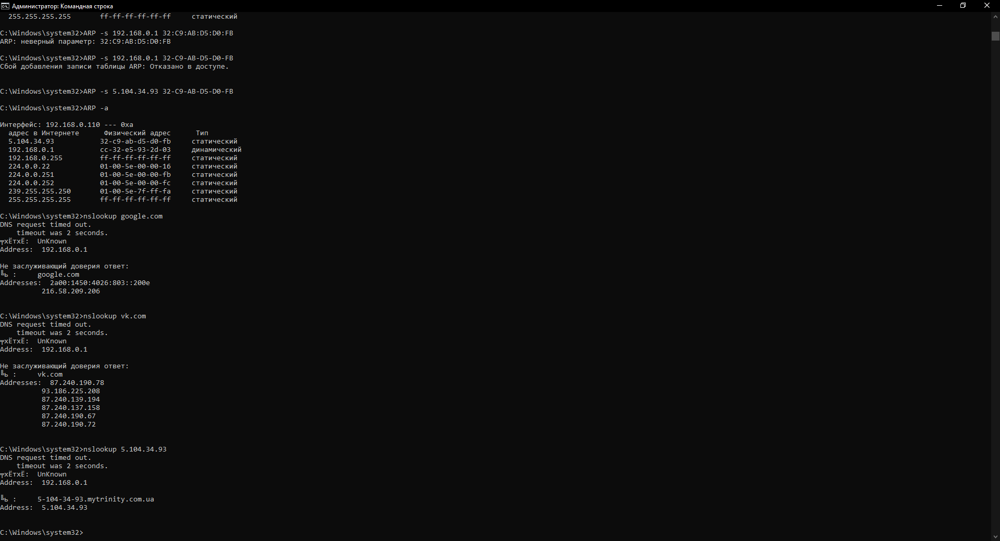 Администратор: Командная строка
  255.255.255.255       ff-ff-ff-ff-ff-ff     статический

C:\Windows\system32>ARP -s 192.168.0.1 32:C9:AB:D5:D0:FB
ARP: неверный параметр: 32:C9:AB:D5:D0:FB

C:\Windows\system32>ARP -s 192.168.0.1 32-C9-AB-D5-D0-FB
Сбой добавления записи таблицы ARP: Отказано в доступе.

C:\Windows\system32>ARP -s 5.104.34.93 32-C9-AB-D5-D0-FB

C:\Windows\system32>ARP -a

Интерфейс: 192.168.0.110 --- 0xa
  адрес в Интернете      Физический адрес      Тип
  5.104.34.93           32-c9-ab-d5-d0-fb     статический
  192.168.0.1           cc-32-e5-93-2d-03     динамический
  192.168.0.255         ff-ff-ff-ff-ff-ff     статический
  224.0.0.22            01-00-5e-00-00-16     статический
  224.0.0.251           01-00-5e-00-00-fb     статический
  224.0.0.252           01-00-5e-00-00-fc     статический
  239.255.255.250       01-00-5e-7f-ff-fa     статический
  255.255.255.255       ff-ff-ff-ff-ff-ff     статический

C:\Windows\system32>nslookup google.com
DNS request timed out.
    timeout was 2 seconds.
╤хЁтхЁ:  UnKnown
Address:  192.168.0.1

Не заслуживающий доверия ответ:
╚ь :     google.com
Addresses:  2a00:1450:4026:803::200e
          216.58.209.206

C:\Windows\system32>nslookup vk.com
DNS request timed out.
    timeout was 2 seconds.
╤хЁтхЁ:  UnKnown
Address:  192.168.0.1

Не заслуживающий доверия ответ:
╚ь :     vk.com
Addresses:  87.240.190.78
          93.186.225.208
          87.240.139.194
          87.240.137.158
          87.240.190.67
          87.240.190.72

C:\Windows\system32>nslookup 5.104.34.93
DNS request timed out.
    timeout was 2 seconds.
╤хЁтхЁ:  UnKnown
Address:  192.168.0.1

╚ь :     5-104-34-93.mytrinity.com.ua
Address:  5.104.34.93

C:\Windows\system32>